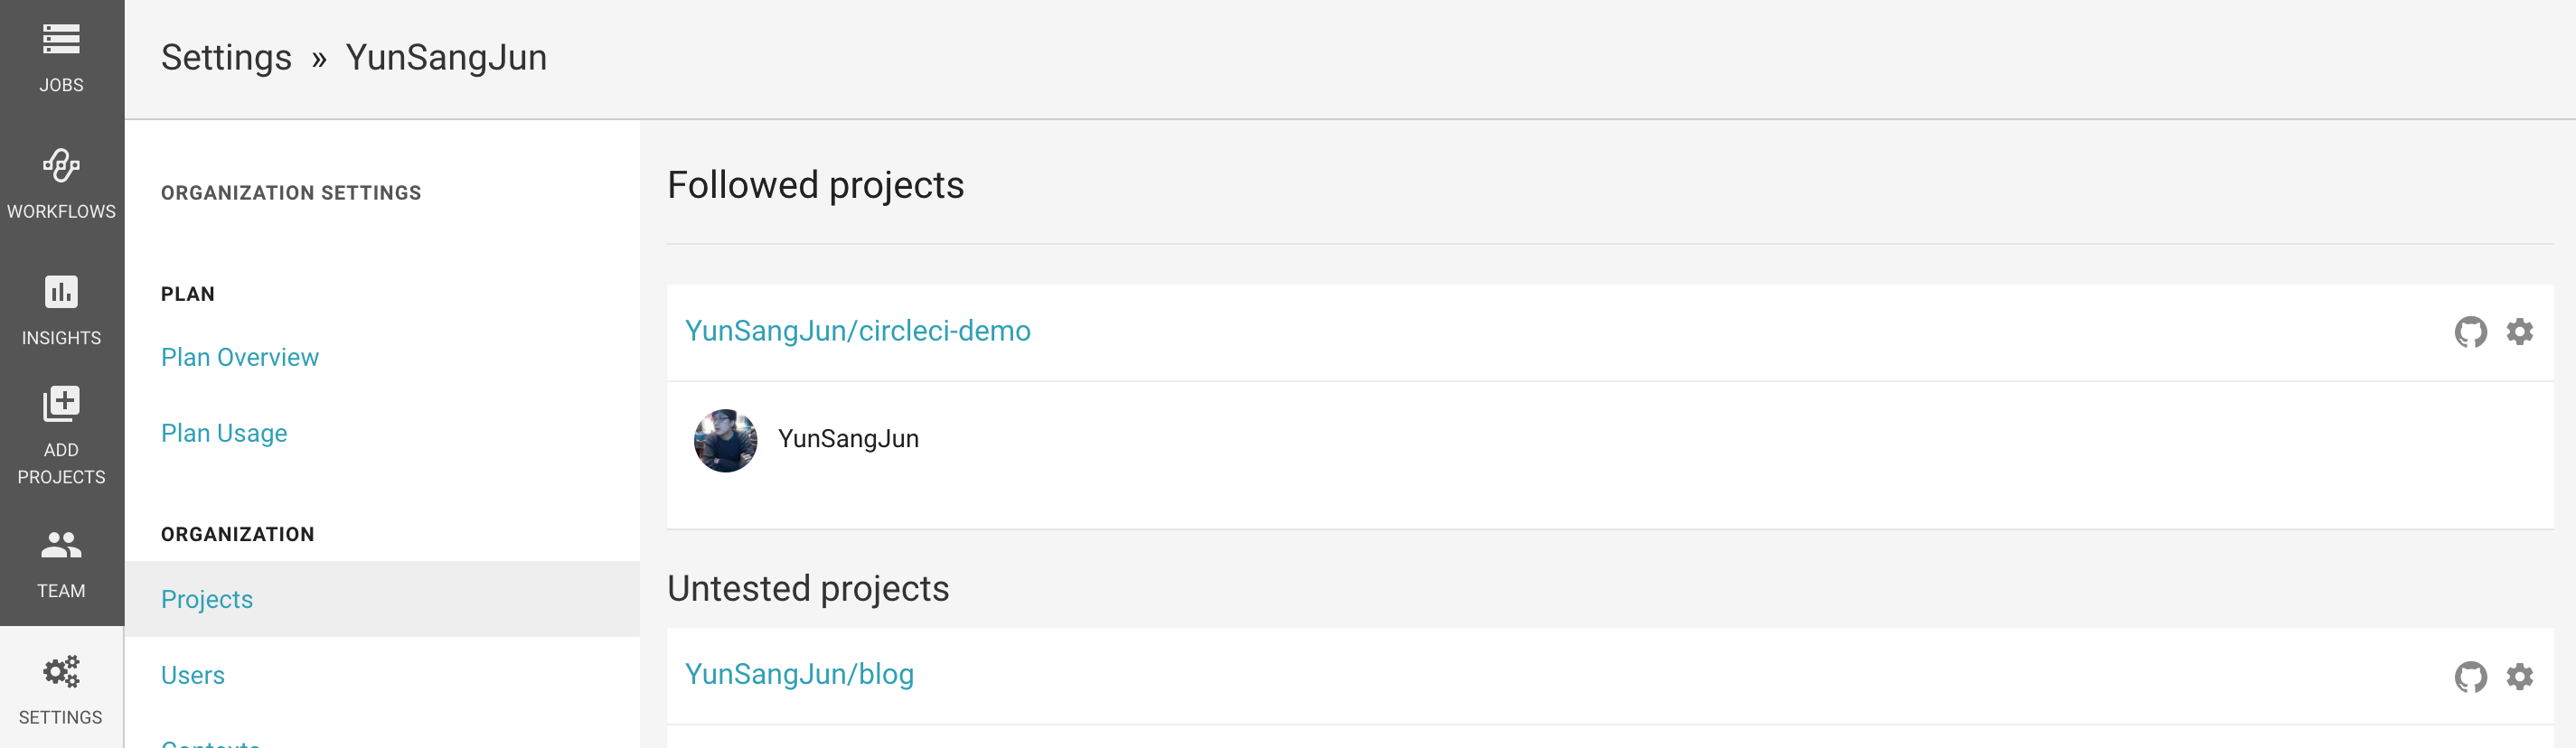 JOBS
WORKFLOWS
INSIGHTS
ADD
PROJECTS
TEAM
SETTINGS
Settings » YunSangJun
ORGANIZATION SETTINGS
PLAN
Plan Overview
Plan Usage
ORGANIZATION
Projects
Users
Followed projects
YunSangJun/circleci-demo
YunSangJun
Untested projects
YunSangJun/blog